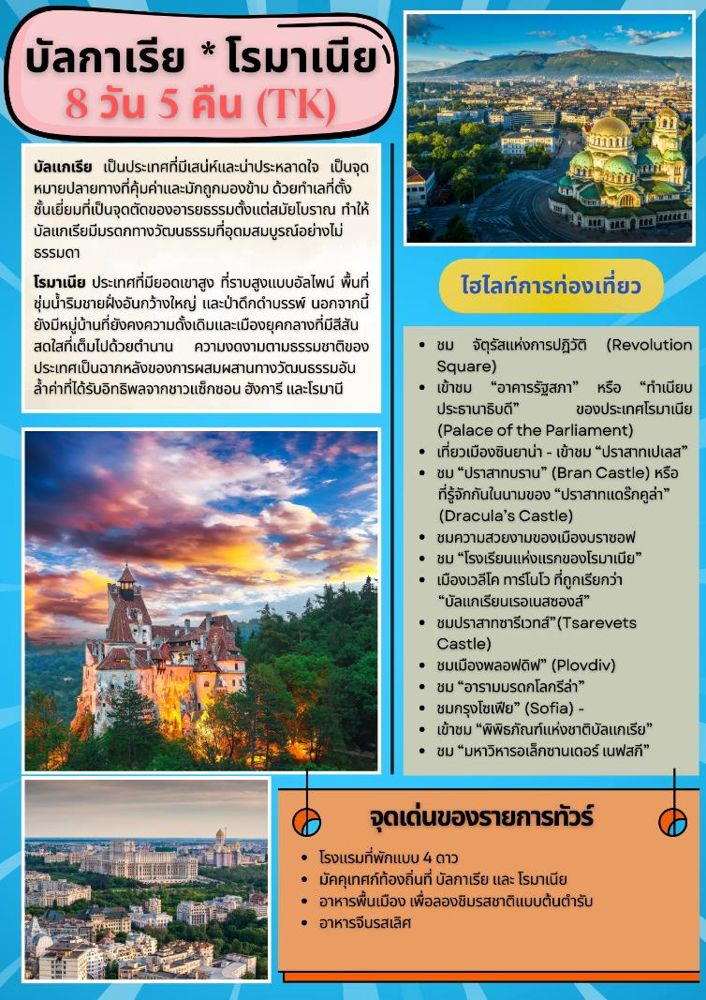 บัลกาเรีย * โรมาเนีย
8 วัน 5 คืน (TK)
บัลแกเรีย เป็นประเทศที่มีเสน่ห์และน่าประหลาดใจ เป็นจุด
หมายปลายทางที่คุ้มค่าและมักถูกมองข้าม ด้วยทำเลที่ตั้ง
ชั้นเยี่ยมที่เป็นจุดตัดของอารยธรรมตั้งแต่สมัยโบราณ ทำให้
บัลแกเรียมีมรดกทางวัฒนธรรมที่อุดมสมบูรณ์อย่างไม่
ธรรมดา
โรมาเนีย ประเทศที่มียอดเขาสูง ที่ราบสูงแบบอัลไพน์ พื้นที่
ชุ่มน้ำริมชายฝั่งอันกว้างใหญ่ และป่าดึกดำบรรพ์ นอกจากนี้
ยังมีหมู่บ้านที่ยังคงความดั้งเดิมและเมืองยุคกลางที่มีสีสัน
สดใสที่เต็มไปด้วยตำนาน ความงดงามตามธรรมชาติของ
ประเทศเป็นฉากหลังของการผสมผสานทางวัฒนธรรมอัน
ล้ำค่าที่ได้รับอิทธิพลจากชาวแซ็กซอน ฮังการี และโรมานี
ไฮไลท์การท่องเที่ยว
• ชม จัตุรัสแห่งการปฎิวัติ (Revolution
Square)
• เข้าชม “อาคารรัฐสภา” หรือ “ทำเนียบ
ประธานาธิบดี” ของประเทศโรมาเนีย
(Palace of the Parliament)
• เที่ยวเมืองซินยาน่า - เข้าชม “ปราสาทเปเลส”
• ชม “ปราสาทบราน” (Bran Castle) หรือ
ที่รู้จักกันในนามของ “ปราสาทแดร๊กคูล่า”
(Dracula’s Castle)
• ชมความสวยงามของเมืองบราซอฟ
• ชม “โรงเรียนแห่งแรกของโรมาเนีย”
• เมืองเวลีโค ทาร์โนโว ที่ถูกเรียกว่า
“บัลแกเรียนเรอเนสซองส์”
• ชมปราสาทซารีเวทส์”(Tsarevets
Castle)
• ชมเมืองพลอฟดิฟ” (Plovdiv)
• ชม “อารามมรดกโลกรีล่า”
• ชมกรุงโซเฟีย” (Sofia) -
• เข้าชม “พิพิธภัณฑ์แห่งชาติบัลแกเรีย”
• ชม “มหาวิหารอเล็กซานเดอร์ เนฟสกี”
จุดเด่นของรายการทัวร์
• โรงแรมที่พักแบบ 4 ดาว
• มัคคุเทศก์ท้องถิ่นที่ บัลกาเรีย และ โรมาเนีย
• อาหารพื้นเมือง เพื่อลองชิมรสชาติแบบต้นตำรับ
• อาหารจีนรสเลิศ